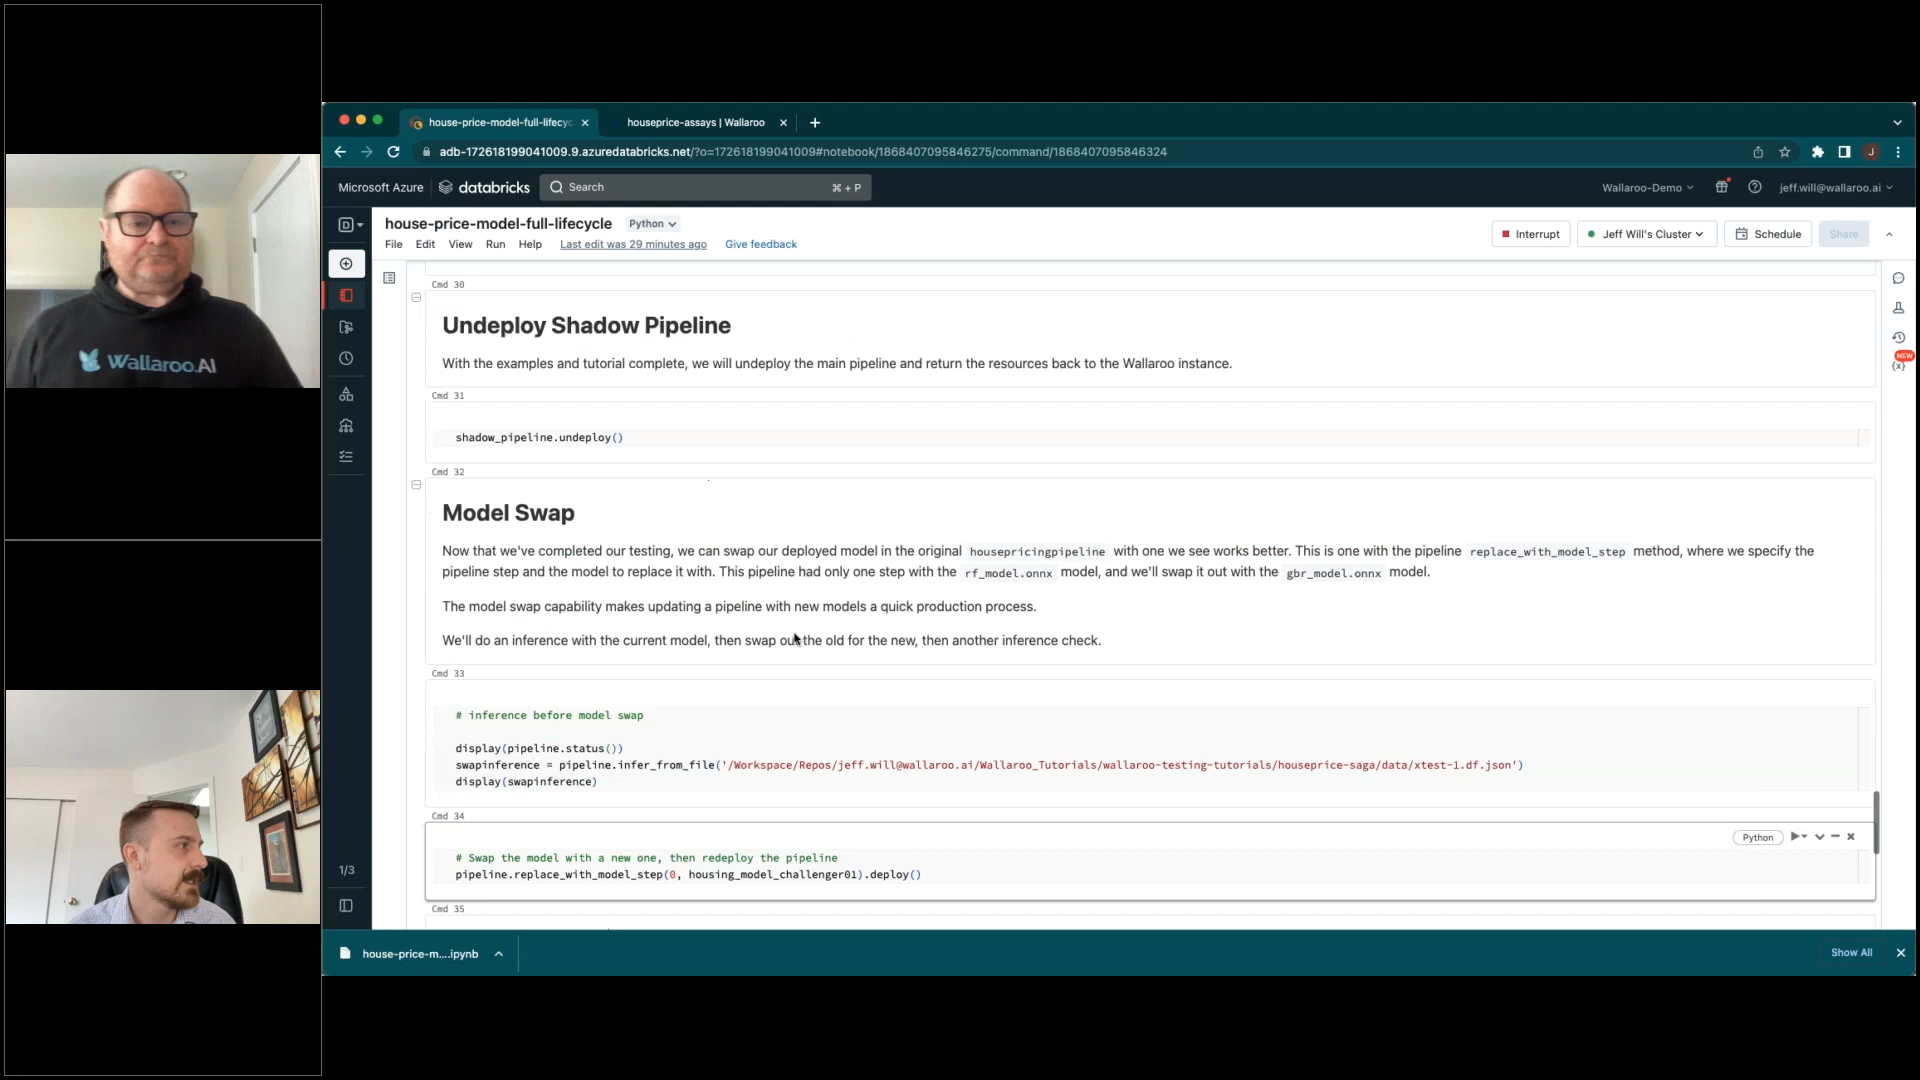 Wallaroo.AI
house-price-model-full-lifecyc
houseprice-assays | Wallaroo
adb-172618199041009.9.azuredatabricks.net/?o=172618199041009#notebook/1868407095846275/command/1868407095846324
J
Microsoft Azure
databricks
Search
⌘ + P
Wallaroo-Demo
jeff.will@wallaroo.ai
D
house-price-model-full-lifecycle
Python
File Edit View Run Help Last edit was 29 minutes ago Give feedback
Interrupt
Jeff Will's Cluster
Schedule
Share
NEW
{x}
Cmd 30
Undeploy Shadow Pipeline
With the examples and tutorial complete, we will undeploy the main pipeline and return the resources back to the Wallaroo instance.
Cmd 31
shadow_pipeline.undeploy()
Cmd 32
Model Swap
Now that we've completed our testing, we can swap our deployed model in the original housepricingpipeline with one we see works better. This is one with the pipeline replace_with_model_step method, where we specify the
pipeline step and the model to replace it with. This pipeline had only one step with the rf_model.onnx model, and we'll swap it out with the gbr_model.onnx model.
The model swap capability makes updating a pipeline with new models a quick production process.
We'll do an inference with the current model, then swap out the old for the new, then another inference check.
Cmd 33
# inference before model swap
display(pipeline.status())
swapinference = pipeline.infer_from_file('/Workspace/Repos/jeff.will@wallaroo.ai/Wallaroo_Tutorials/wallaroo-testing-tutorials/houseprice-saga/data/xtest-1.df.json')
display(swapinference)
Cmd 34
Python
# Swap the model with a new one, then redeploy the pipeline
pipeline.replace_with_model_step(0, housing_model_challenger01).deploy()
Cmd 35
1/3
house-price-m....ipynb
Show All